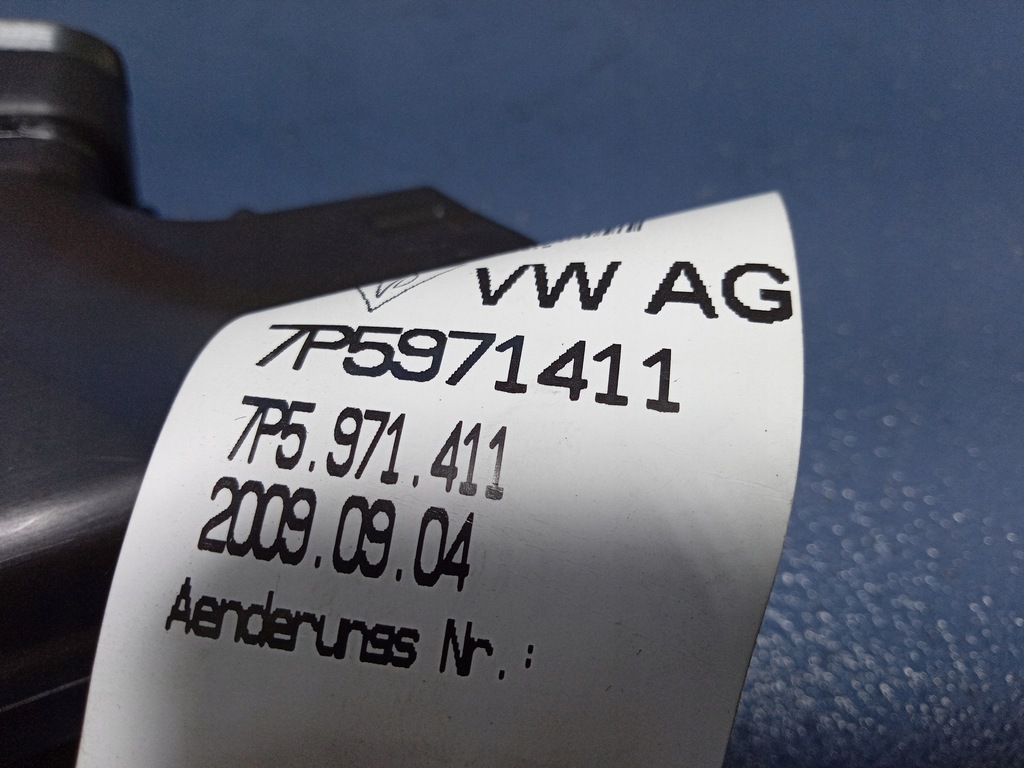 VW AG
7P5971411
7P5.971.411
2009.09.04
Aenderungs Nr.: